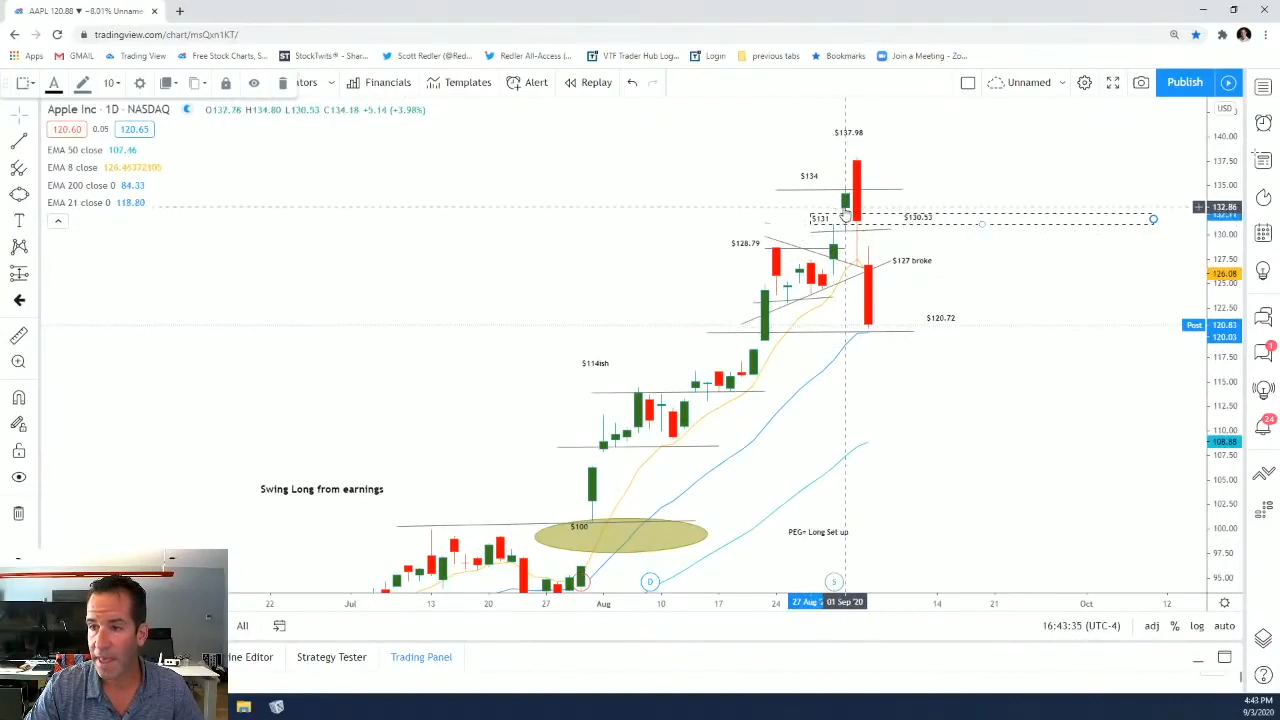 AAPL 120.88 ▼ −8.01% Unname
tradingview.com/chart/msQxn1KT/
Apps GMAIL Trading View Free Stock Charts, S... StockTwits® - Shar... Scott Redler (@red... Redler All-Access (... VTF Trader Hub Log... Login previous tabs Bookmarks Join a Meeting - Zo...
10 tors Financials Templates Alert Replay Unnamed Publish
Apple Inc · 1D · NASDAQ O137.76 H134.80 L130.53 C134.18 +5.14 (+3.98%)
USD
120.60 0.05 120.65
EMA 50 close 107.46
EMA 8 close
EMA 200 close 0 84.33
EMA 21 close 0 118.80
$137.98
140.00
137.50
$134
135.00
132.86
$131
$130.53
130.00
$128.79
127.50
$127 broke
126.08
125.00
$120.72
Post 120.83
120.03
117.50
$114ish
115.00
112.50
110.00
108.88
107.50
105.00
Swing Long from earnings
102.50
$100
100.00
PEG= Long Set up
97.50
95.00
D S
22 Jul 13 20 27 Aug 10 17 24 27 Aug '2 01 Sep '20 14 21 Oct 12
All 16:43:35 (UTC-4) adj % log auto
ine Editor Strategy Tester Trading Panel
1
24
4:43 PM
9/3/2020